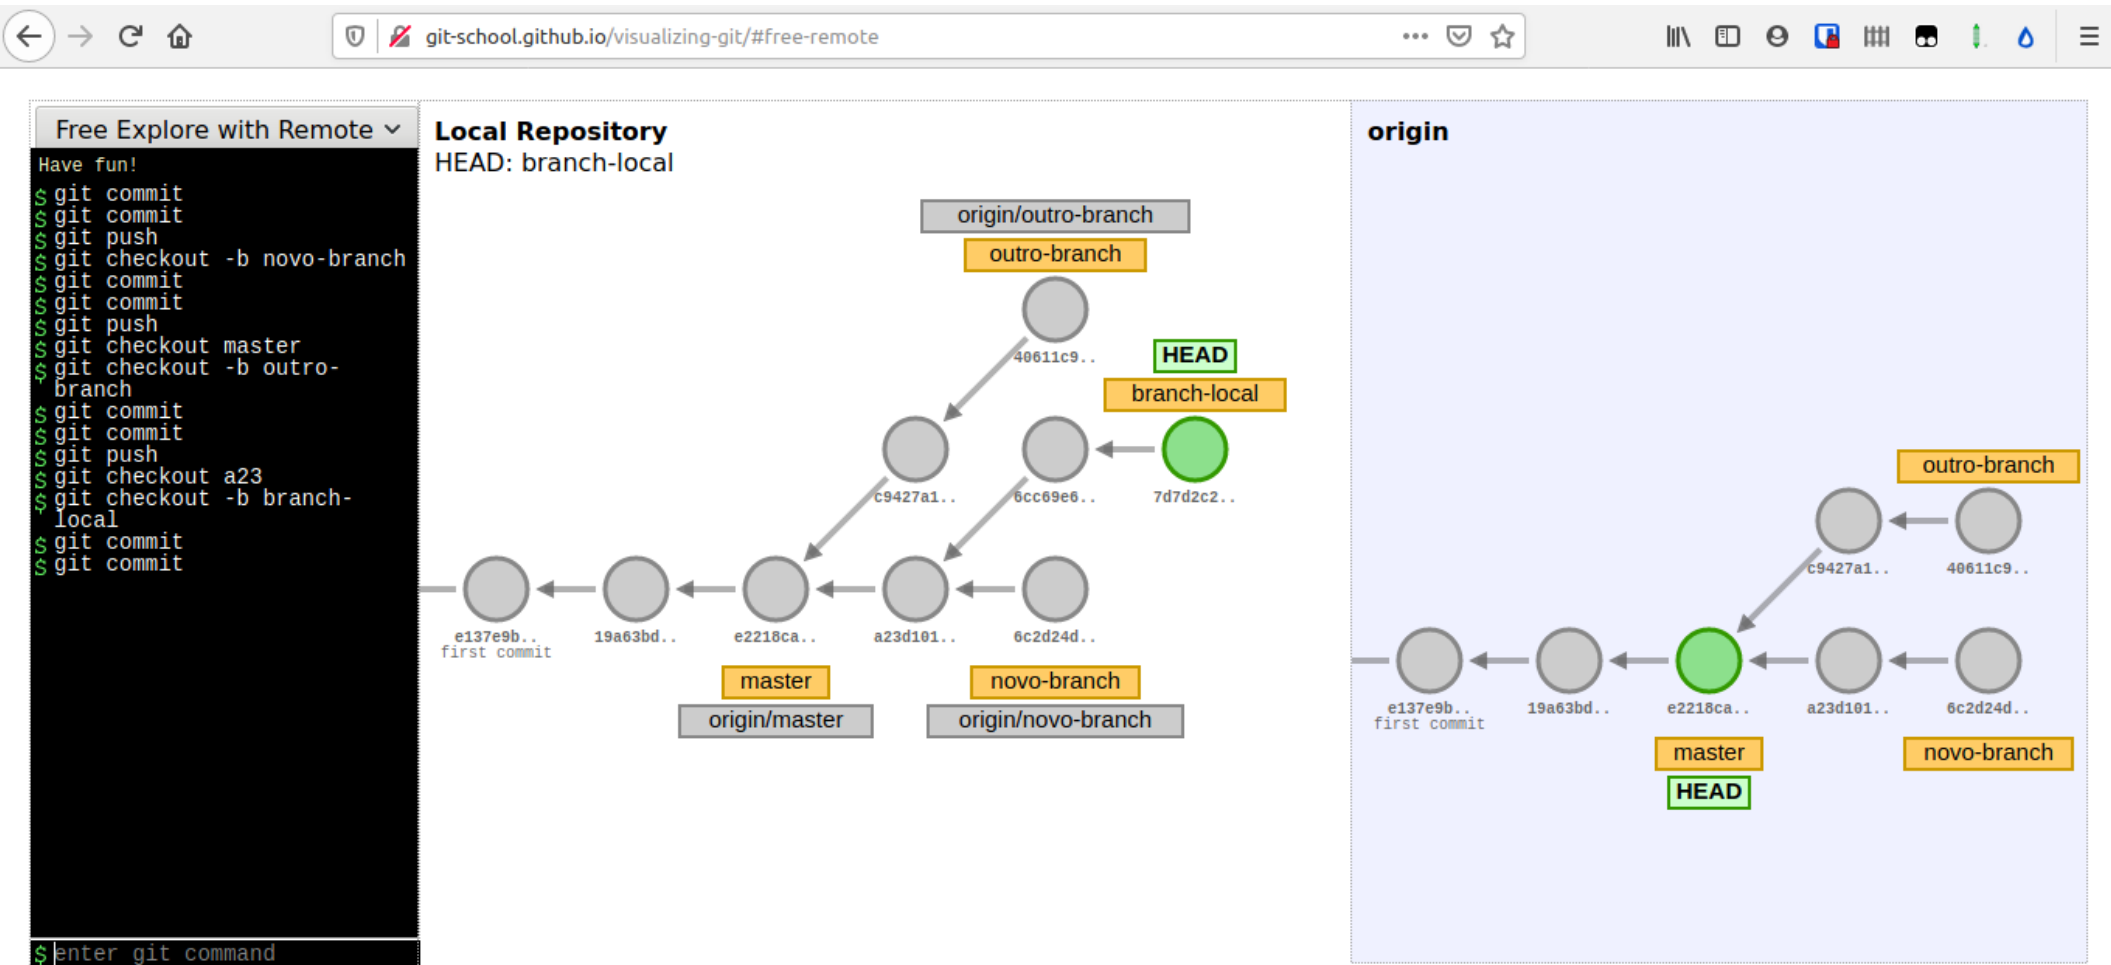 git-school.github.io/visualizing-git/#free-remote
Free Explore with Remote
Have fun!
$ git commit
$ git commit
$ git push
$ git checkout -b novo-branch
$ git commit
$ git commit
$ git push
$ git checkout master
$ git checkout -b outro-
branch
$ git commit
$ git commit
$ git push
$ git checkout a23
$ git checkout -b branch-
local
$ git commit
$ git commit
$ enter git command
Local Repository
HEAD: branch-local
origin/outro-branch
outro-branch
40611c9..
HEAD
branch-local
c9427a1..
6cc69e6..
7d7d2c2..
e137e9b..
first commit
19a63bd..
e2218ca..
a23d101..
6c2d24d..
master
origin/master
novo-branch
origin/novo-branch
origin
outro-branch
c9427a1..
40611c9..
e137e9b..
first commit
19a63bd..
e2218ca..
a23d101..
6c2d24d..
master
HEAD
novo-branch